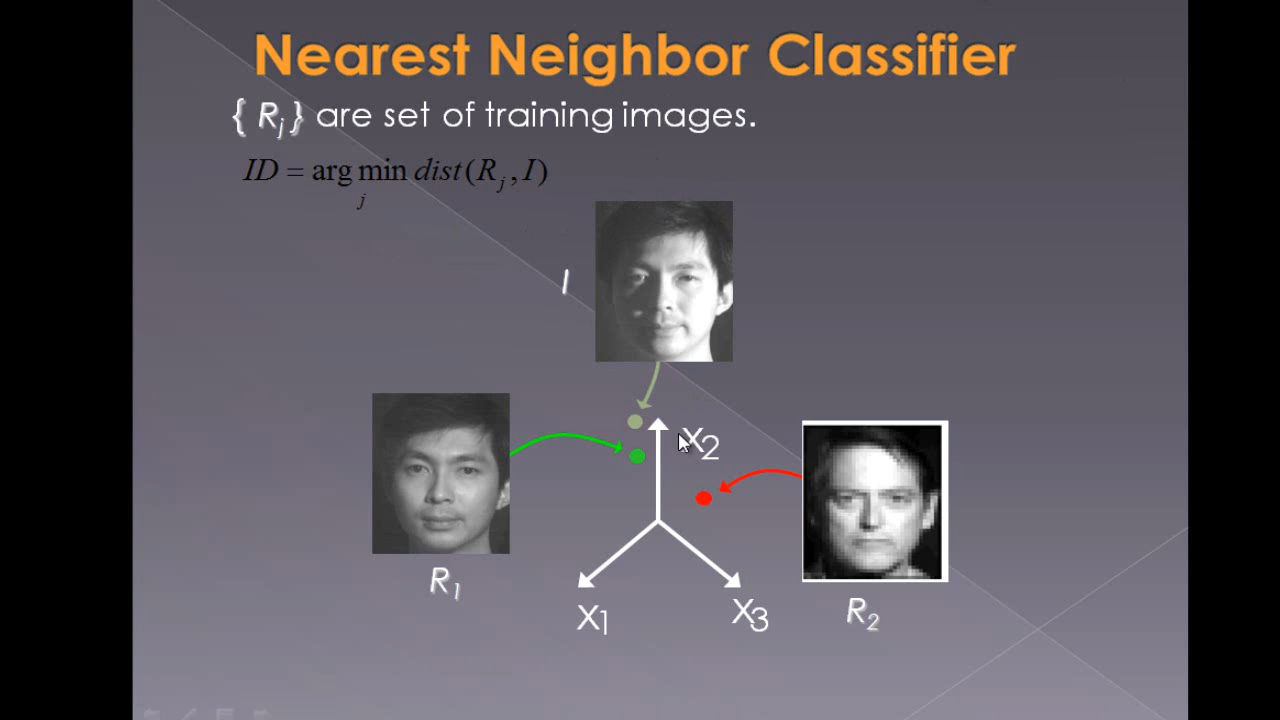 Nearest Neighbor Classifier
{ Rj } are set of training images.
ID = arg min dist(Rj , I)
j
I
X2
R1
X1
X3
R2